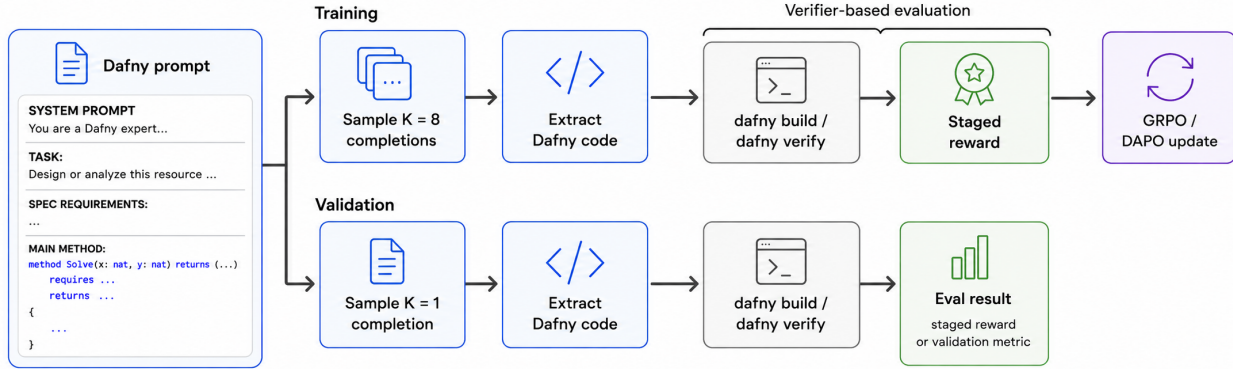 Training
Verifier-based evaluation
Dafny prompt
SYSTEM PROMPT
You are a Dafny expert...
TASK:
Design or analyze this resource ...
SPEC REQUIREMENTS:
...
MAIN METHOD:
method Solve(x: nat, y: nat) returns (...)
requires ...
returns ...
{
...
}
...
Sample K = 8
completions
</>
Extract
Dafny code
>_
dafny build /
dafny verify
Staged
reward
GRPO /
DAPO update
Validation
Sample K = 1
completion
</>
Extract
Dafny code
>_
dafny build /
dafny verify
Eval result
staged reward
or validation metric